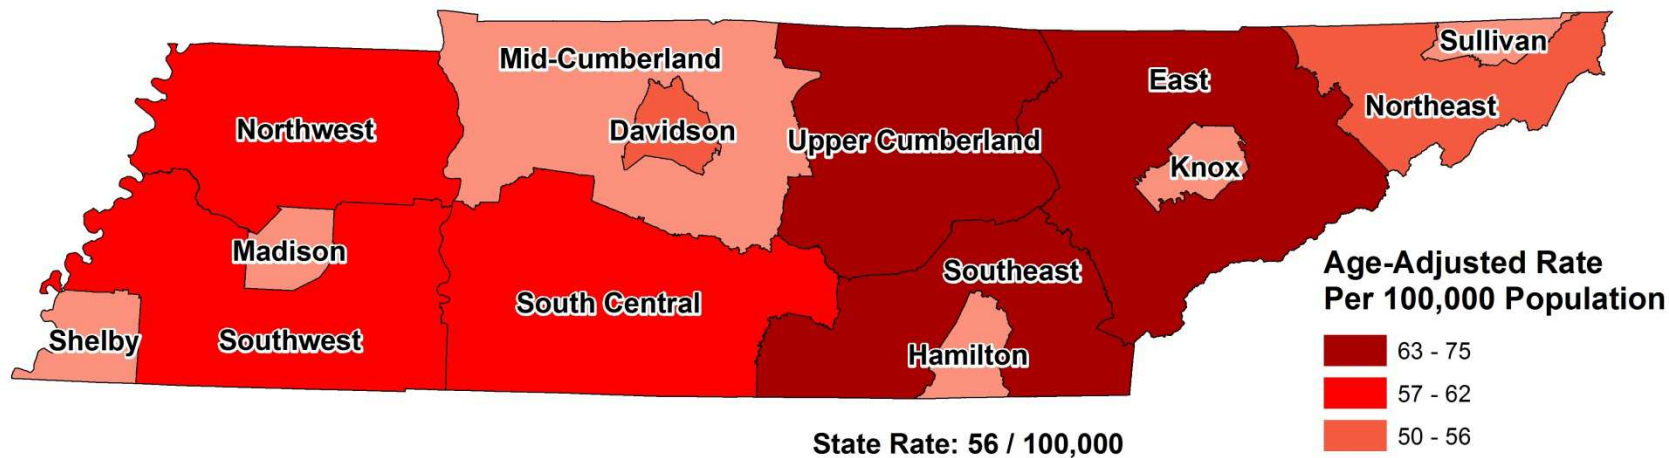 Sullivan
Mid-Cumberland
East
Northeast
Northwest
Davidson
Upper Cumberland
Knox
Madison
Southeast
South Central
Shelby
Southwest
Hamilton
Age-Adjusted Rate
Per 100,000 Population
63 - 75
57 - 62
50 - 56
State Rate: 56 / 100,000